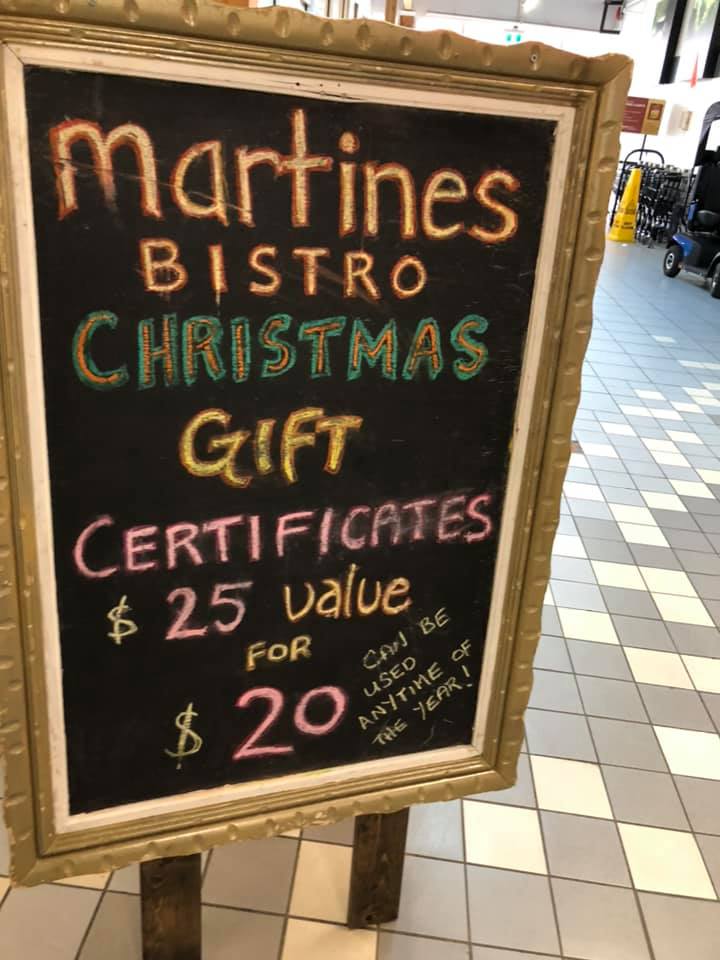 martines
BISTRO
CHRISTMAS
GIFT
CERTIFICATES
$ 25 value
FOR
$ 20
CAN BE
USED
ANYTIME OF
THE YEAR!